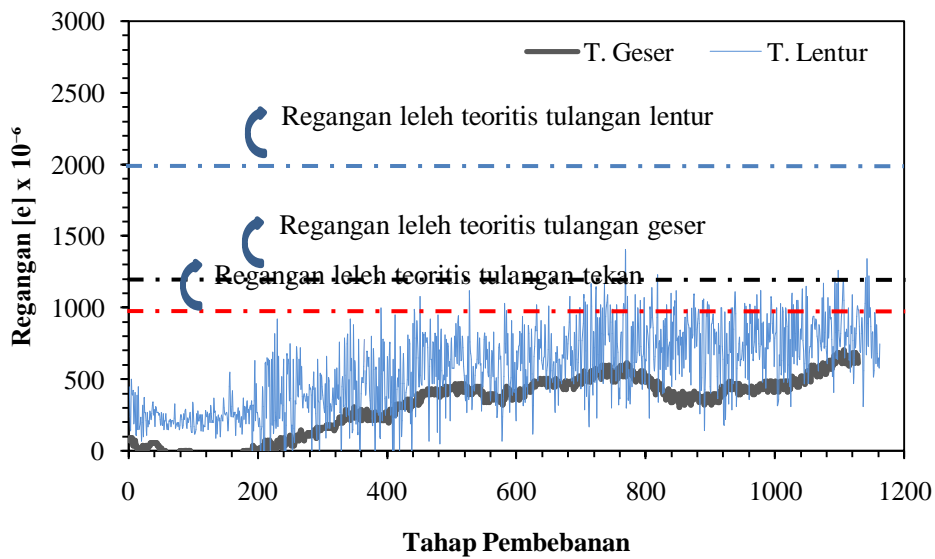 3000
2500
2000
1500
1000
500
0
Regangan [e] x 10⁻⁶
T. Geser
T. Lentur
Regangan leleh teoritis tulangan lentur
Regangan leleh teoritis tulangan geser
Regangan leleh teoritis tulangan tekan
0 200 400 600 800 1000 1200
Tahap Pembebanan